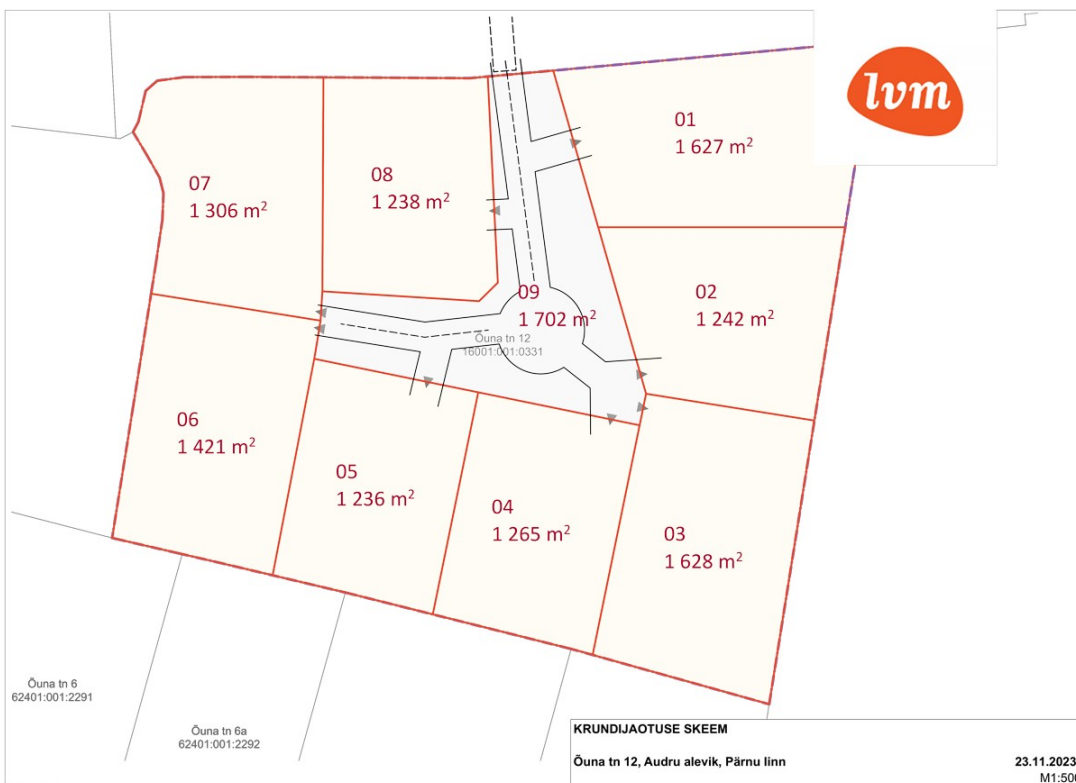 lvm
01
1 627 m²
08
1 238 m²
07
1 306 m²
02
1 242 m²
09
1 702 m²
Õuna tn 12
16001:001:0331
06
1 421 m²
05
1 236 m²
04
1 265 m²
03
1 628 m²
Õuna tn 6
62401:001:2291
Õuna tn 6a
62401:001:2292
KRUNDIJAOTUSE SKEEM
Õuna tn 12, Audru alevik, Pärnu linn 23.11.2023
M1:500